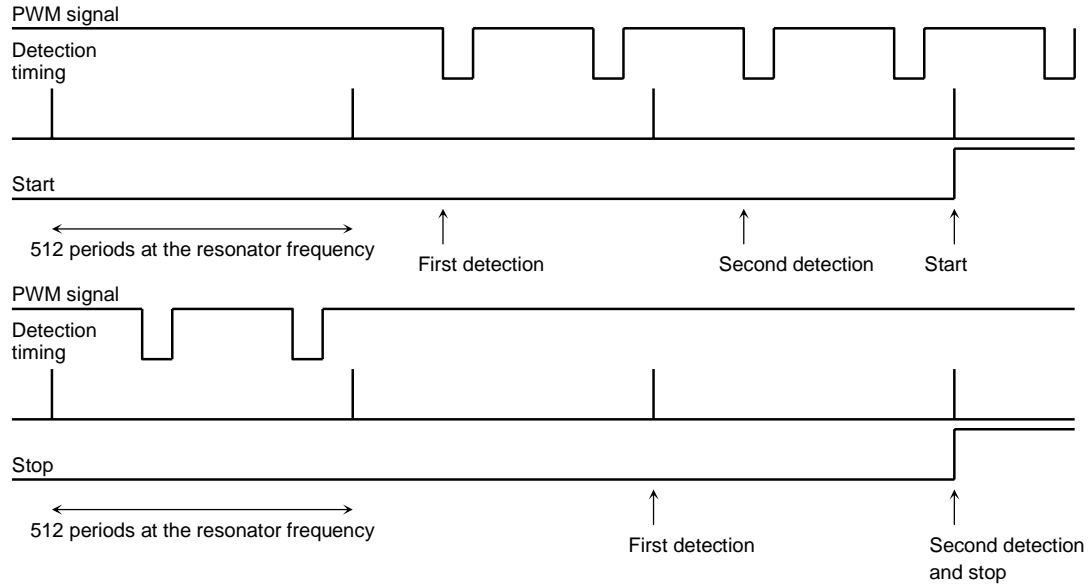 PWM signal
Detection
timing
Start
512 periods at the resonator frequency
First detection
Second detection
Start
PWM signal
Detection
timing
Stop
512 periods at the resonator frequency
First detection
Second detection
and stop